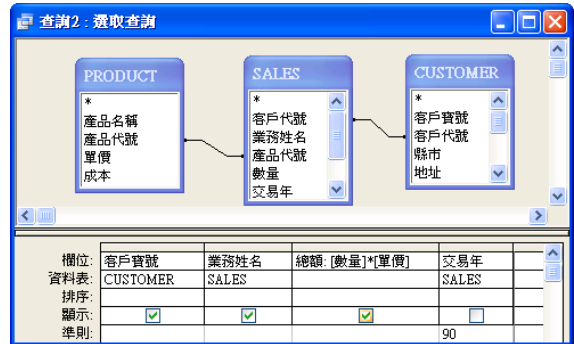 查詢2 : 選取查詢
PRODUCT
*
產品名稱
產品代號
單價
成本
SALES
*
客戶代號
業務姓名
產品代號
數量
交易年
CUSTOMER
*
客戶寶號
客戶代號
縣市
地址
欄位: 客戶寶號 業務姓名 總額: [數量]*[單價] 交易年
資料表: CUSTOMER SALES SALES
排序:
顯示:
準則: 90